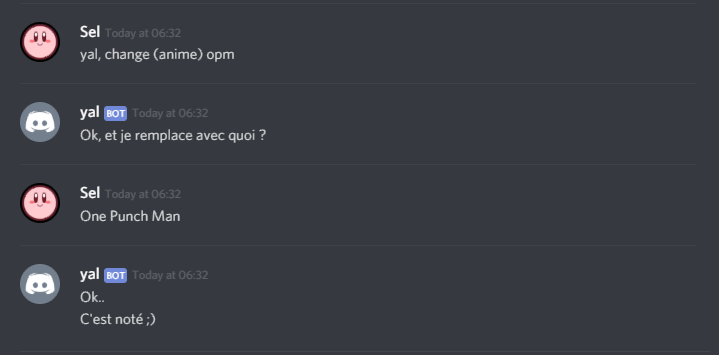 Sel Today at 06:32
yal, change (anime) opm
yal BOT Today at 06:32
Ok, et je remplace avec quoi ?
Sel Today at 06:32
One Punch Man
yal BOT Today at 06:32
Ok..
C'est noté ;)